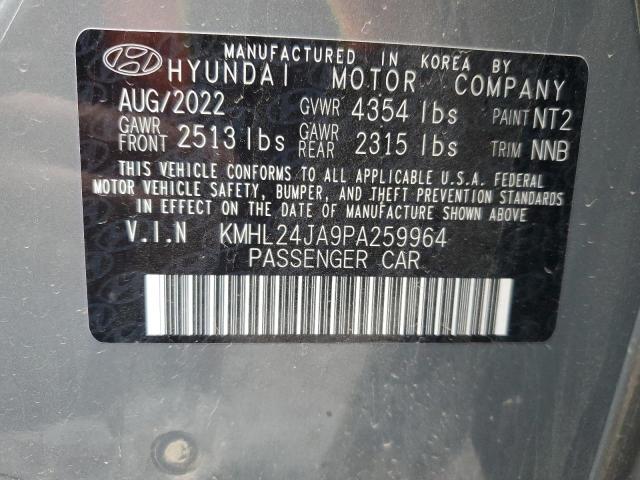 MANUFACTURED IN KOREA BY
HYUNDAI MOTOR COMPANY
AUG/2022 GVWR 4354 lbs PAINT NT2
GAWR FRONT 2513 lbs GAWR REAR 2315 lbs TRIM NNB
THIS VEHICLE CONFORMS TO ALL APPLICABLE U.S.A. FEDERAL
MOTOR VEHICLE SAFETY, BUMPER, AND THEFT PREVENTION STANDARDS
IN EFFECT ON THE DATE OF MANUFACTURE SHOWN ABOVE
V.I.N KMHL24JA9PA259964
PASSENGER CAR